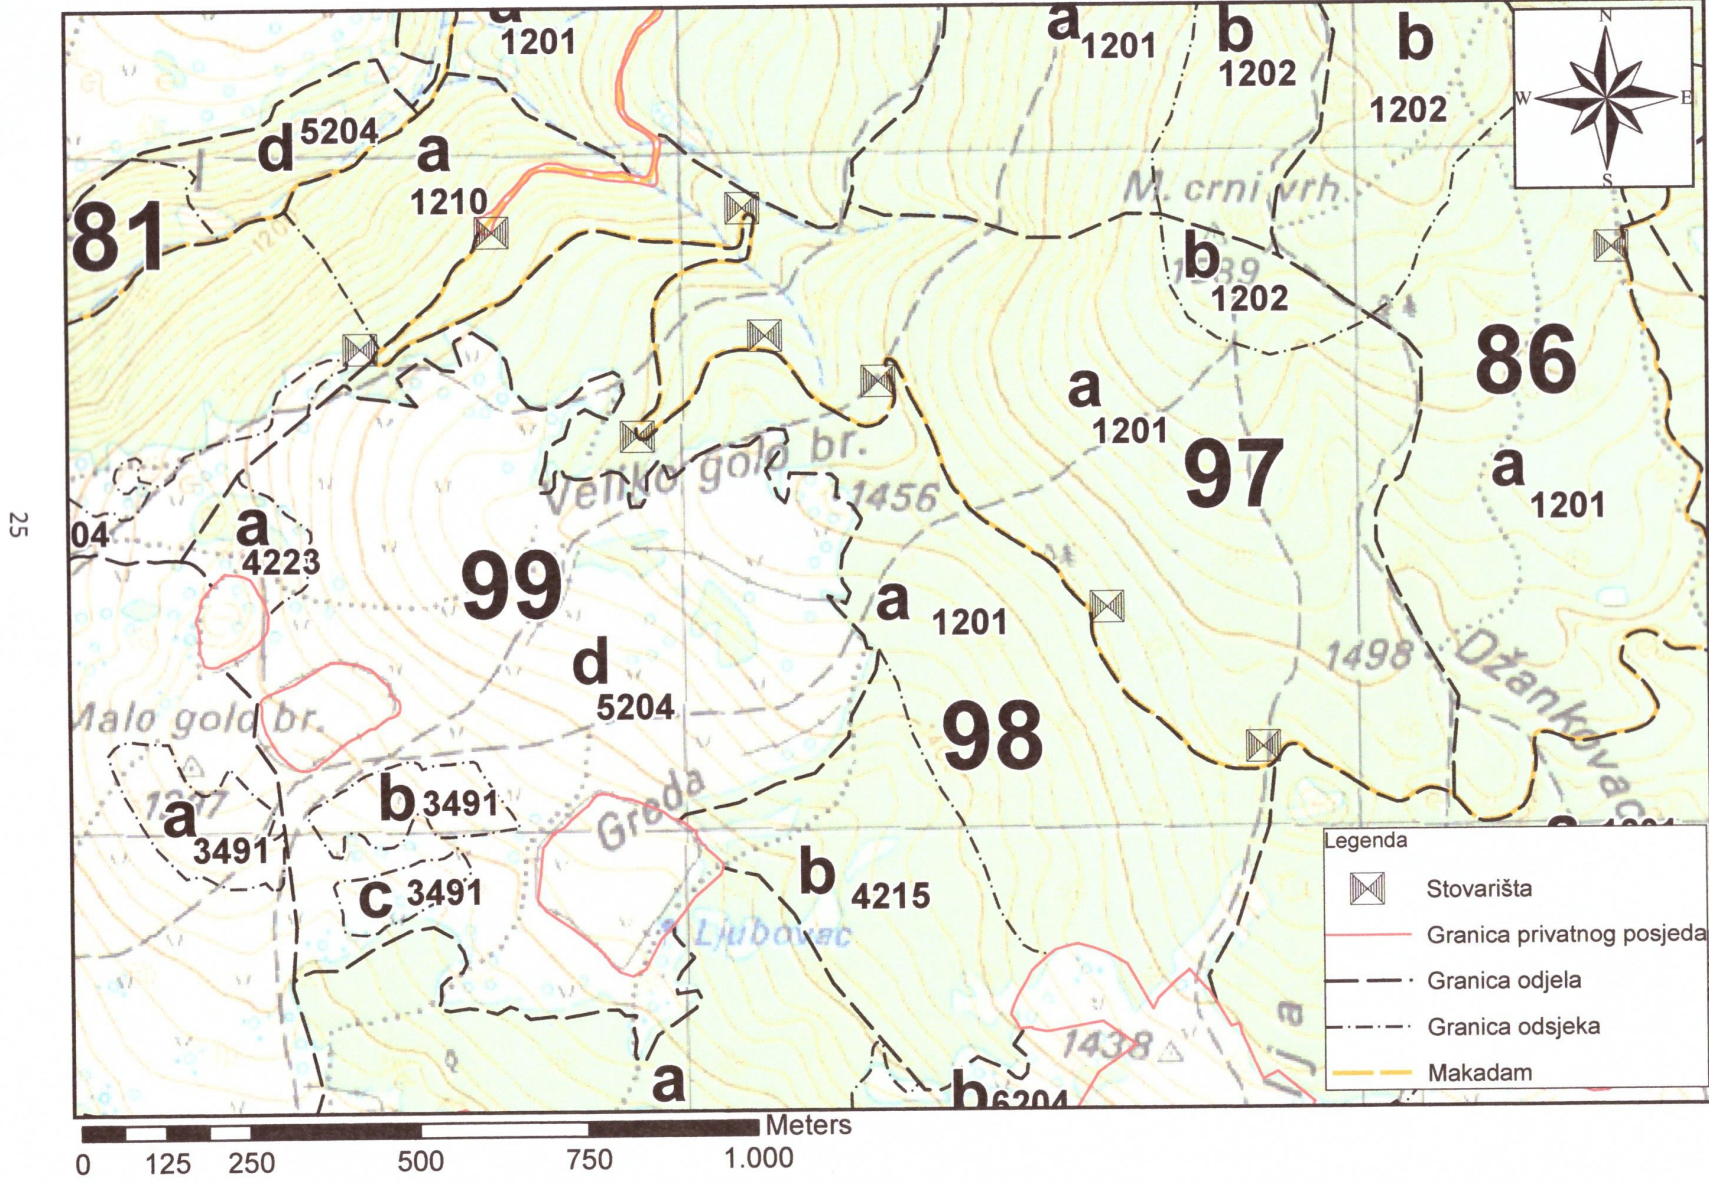 a
1201
a 1201
b
1202
b
1202
N
W
E
S
d 5204
a
1210
81
M. crni vrh
b
1202
86
a
1201
97
a
1201
Veliko golo br.
1456
04
a
4223
99
a 1201
25
d
5204
98
1498
Džankovac
Malo golo br.
a
3491
b 3491
Greda
c 3491
b
4215
Ljubovac
1438
a
b 6204
Legenda
Stovarišta
Granica privatnog posjeda
Granica odjela
Granica odsjeka
Makadam
Meters
0 125 250 500 750 1.000